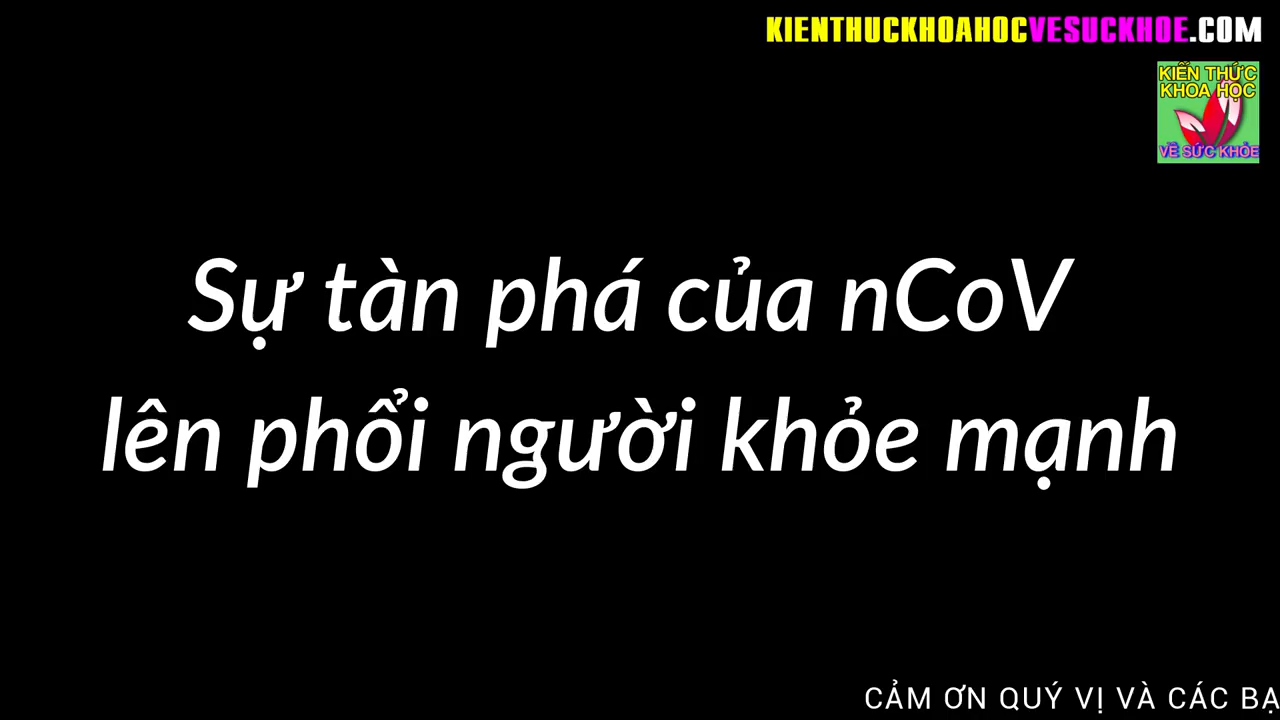 KIENTHUCKHOAHOCVESUCKHOE.COM
KIẾN THỨC
KHOA HỌC
VỀ SỨC KHỎE
Sự tàn phá của nCoV
lên phổi người khỏe mạnh
CẢM ƠN QUÝ VỊ VÀ CÁC BẠ